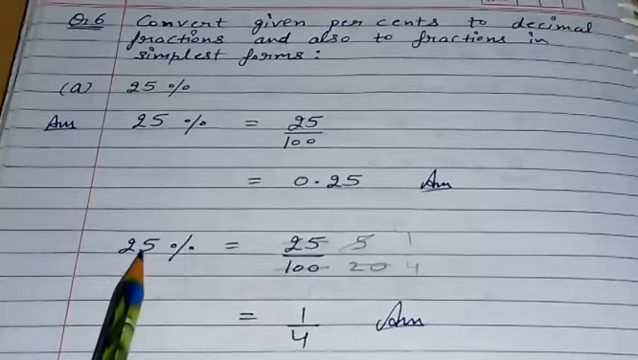 Qr 6 Convert given per cents to decimal
fractions and also to fractions in
simplest forms :
(a) 25 %
Ans 25 % = 25/100
= 0.25 Ans
25 % = 25/100 5/20 1/4
= 1/4 Ans